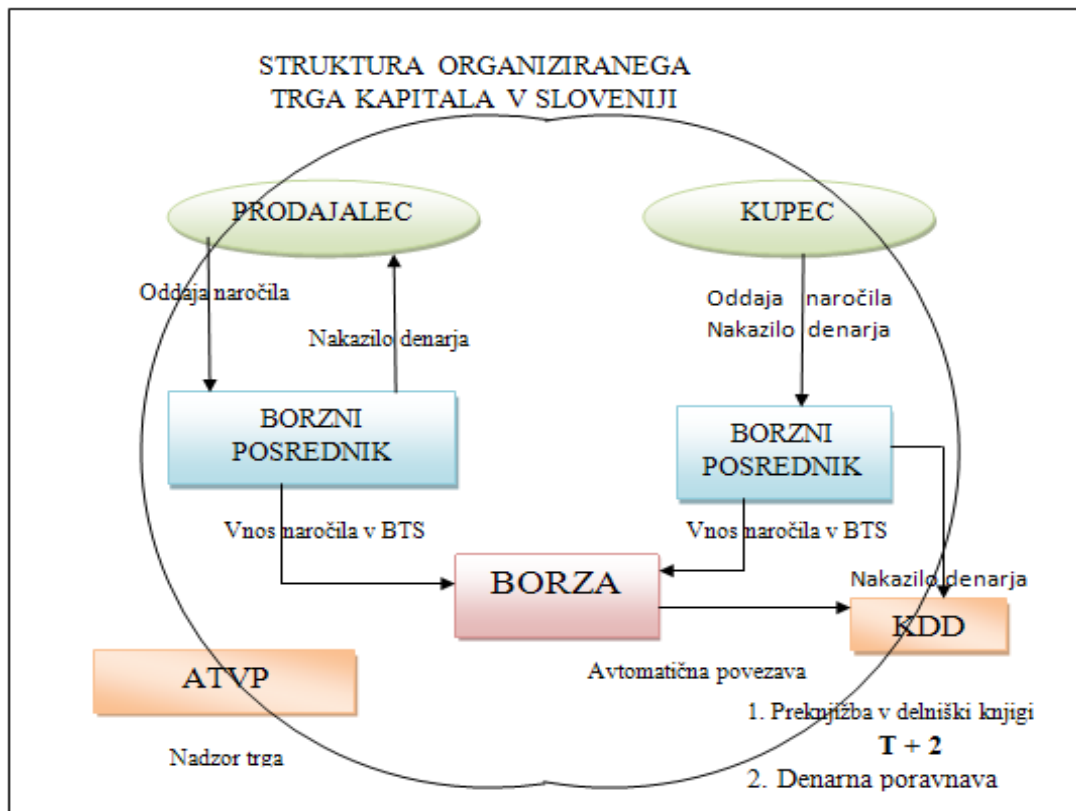 STRUKTURA ORGANIZIRANEGA
TRGA KAPITALA V SLOVENIJI
PRODAJALEC
KUPEC
Oddaja naročila
Nakazilo denarja
Oddaja naročila
Nakazilo denarja
BORZNI
POSREDNIK
BORZNI
POSREDNIK
Vnos naročila v BTS
Vnos naročila v BTS
BORZA
Nakazilo denarja
KDD
ATVP
Avtomatična povezava
Nadzor trga
1. Preknjižba v delniški knjigi
T + 2
2. Denarna poravnava